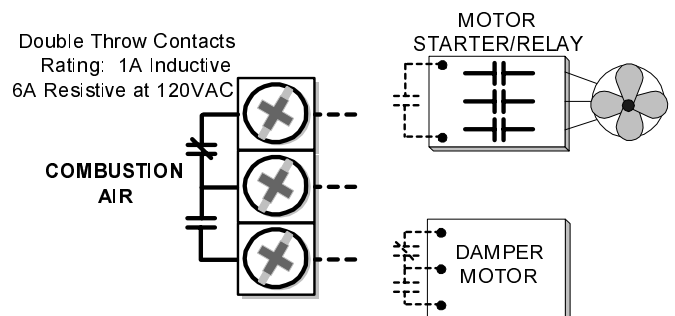 Double Throw Contacts
Rating: 1A Inductive
6A Resistive at 120VAC
COMBUSTION
AIR
MOTOR
STARTER/RELAY
DAMPER
MOTOR